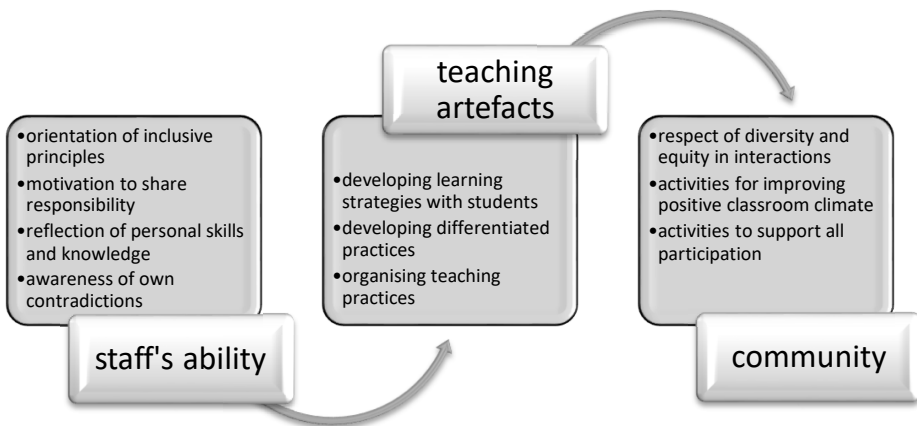 •orientation of inclusive
principles
•motivation to share
responsibility
•reflection of personal skills
and knowledge
•awareness of own
contradictions
staff's ability
teaching
artefacts
•developing learning
strategies with students
•developing differentiated
practices
•organising teaching
practices
•respect of diversity and
equity in interactions
•activities for improving
positive classroom climate
•activities to support all
participation
community